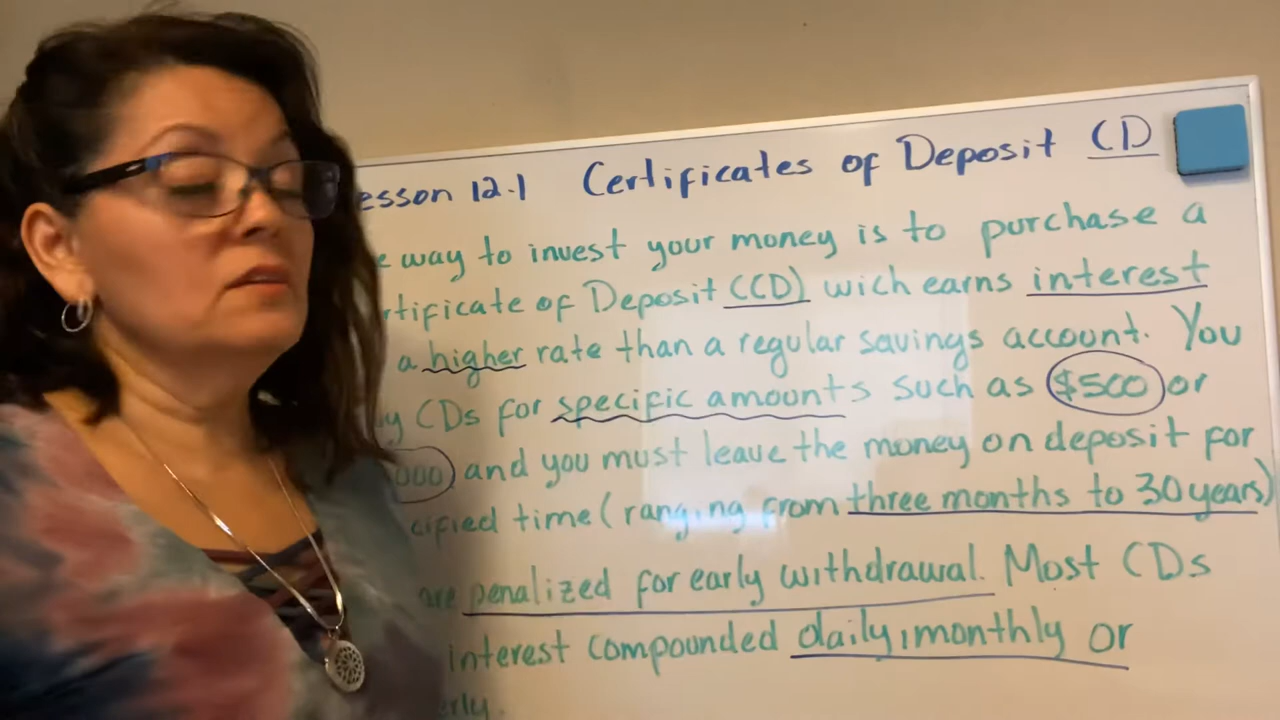 esson 12.1 Certificates of Deposit CD
e way to invest your money is to purchase a
rtificate of Deposit (CD) wich earns interest
a higher rate than a regular savings account. You
y CDs for specific amounts such as $500 or
000 and you must leave the money on deposit for
cified time (ranging from three months to 30 years)
are penalized for early withdrawal. Most CDs
interest compounded daily, monthly or
erly.